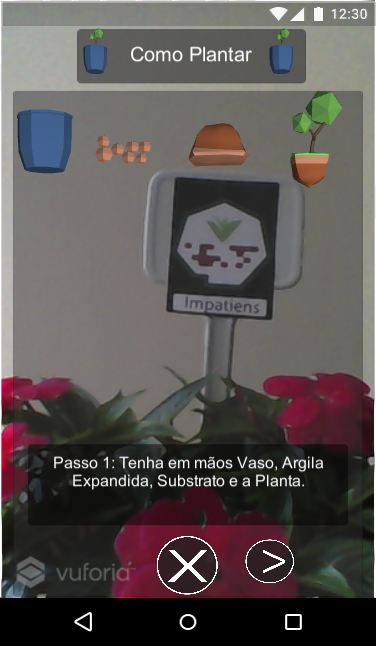 12:30
Como Plantar
Impatiens
Passo 1: Tenha em mãos Vaso, Argila
Expandida, Substrato e a Planta.
vuforia